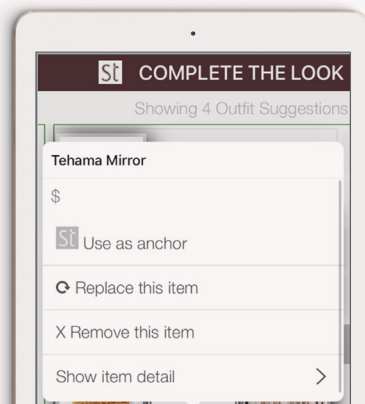 St COMPLETE THE LOOK
Showing 4 Outfit Suggestions
Tehama Mirror
$
St Use as anchor
Replace this item
X Remove this item
Show item detail